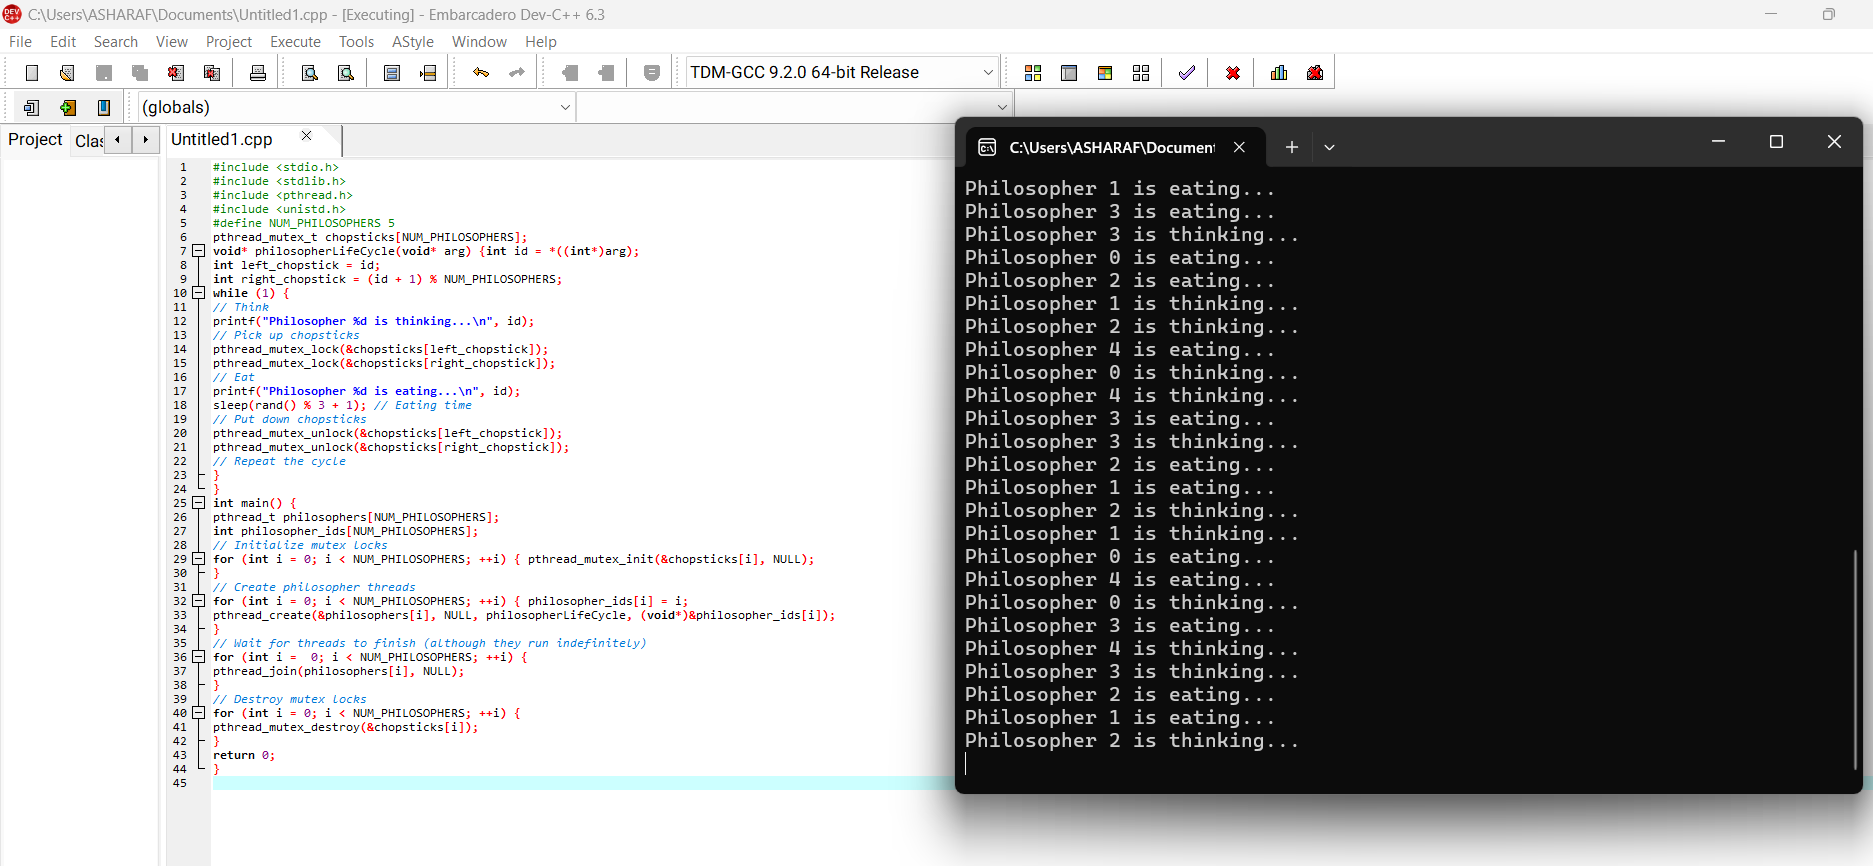 C:\Users\ASHARAF\Documents\Untitled1.cpp - [Executing] - Embarcadero Dev-C++ 6.3
File Edit Search View Project Execute Tools AStyle Window Help
TDM-GCC 9.2.0 64-bit Release
(globals)
Project Clas
Untitled1.cpp
1 #include <stdio.h>
2 #include <stdlib.h>
3 #include <pthread.h>
4 #include <unistd.h>
5 #define NUM_PHILOSOPHERS 5
6 pthread_mutex_t chopsticks[NUM_PHILOSOPHERS];
7 void* philosopherLifeCycle(void* arg) {int id = *((int*)arg);
8 int left_chopstick = id;
9 int right_chopstick = (id + 1) % NUM_PHILOSOPHERS;
10 while (1) {
11 // Think
12 printf("Philosopher %d is thinking...\n", id);
13 // Pick up chopsticks
14 pthread_mutex_lock(&chopsticks[left_chopstick]);
15 pthread_mutex_lock(&chopsticks[right_chopstick]);
16 // Eat
17 printf("Philosopher %d is eating...\n", id);
18 sleep(rand() % 3 + 1); // Eating time
19 // Put down chopsticks
20 pthread_mutex_unlock(&chopsticks[left_chopstick]);
21 pthread_mutex_unlock(&chopsticks[right_chopstick]);
22 // Repeat the cycle
23 }
24 }
25 int main() {
26 pthread_t philosophers[NUM_PHILOSOPHERS];
27 int philosopher_ids[NUM_PHILOSOPHERS];
28 // Initialize mutex locks
29 for (int i = 0; i < NUM_PHILOSOPHERS; ++i) { pthread_mutex_init(&chopsticks[i], NULL);
30 }
31 // Create philosopher threads
32 for (int i = 0; i < NUM_PHILOSOPHERS; ++i) { philosopher_ids[i] = i;
33 pthread_create(&philosophers[i], NULL, philosopherLifeCycle, (void*)&philosopher_ids[i]);
34 }
35 // Wait for threads to finish (although they run indefinitely)
36 for (int i =  0; i < NUM_PHILOSOPHERS; ++i) {
37 pthread_join(philosophers[i], NULL);
38 }
39 // Destroy mutex locks
40 for (int i = 0; i < NUM_PHILOSOPHERS; ++i) {
41 pthread_mutex_destroy(&chopsticks[i]);
42 }
43 return 0;
44 }
45
C:\Users\ASHARAF\Document
Philosopher 1 is eating...
Philosopher 3 is eating...
Philosopher 3 is thinking...
Philosopher 0 is eating...
Philosopher 2 is eating...
Philosopher 1 is thinking...
Philosopher 2 is thinking...
Philosopher 4 is eating...
Philosopher 0 is thinking...
Philosopher 4 is thinking...
Philosopher 3 is eating...
Philosopher 3 is thinking...
Philosopher 2 is eating...
Philosopher 1 is eating...
Philosopher 2 is thinking...
Philosopher 1 is thinking...
Philosopher 0 is eating...
Philosopher 4 is eating...
Philosopher 0 is thinking...
Philosopher 3 is eating...
Philosopher 4 is thinking...
Philosopher 3 is thinking...
Philosopher 2 is eating...
Philosopher 1 is eating...
Philosopher 2 is thinking...